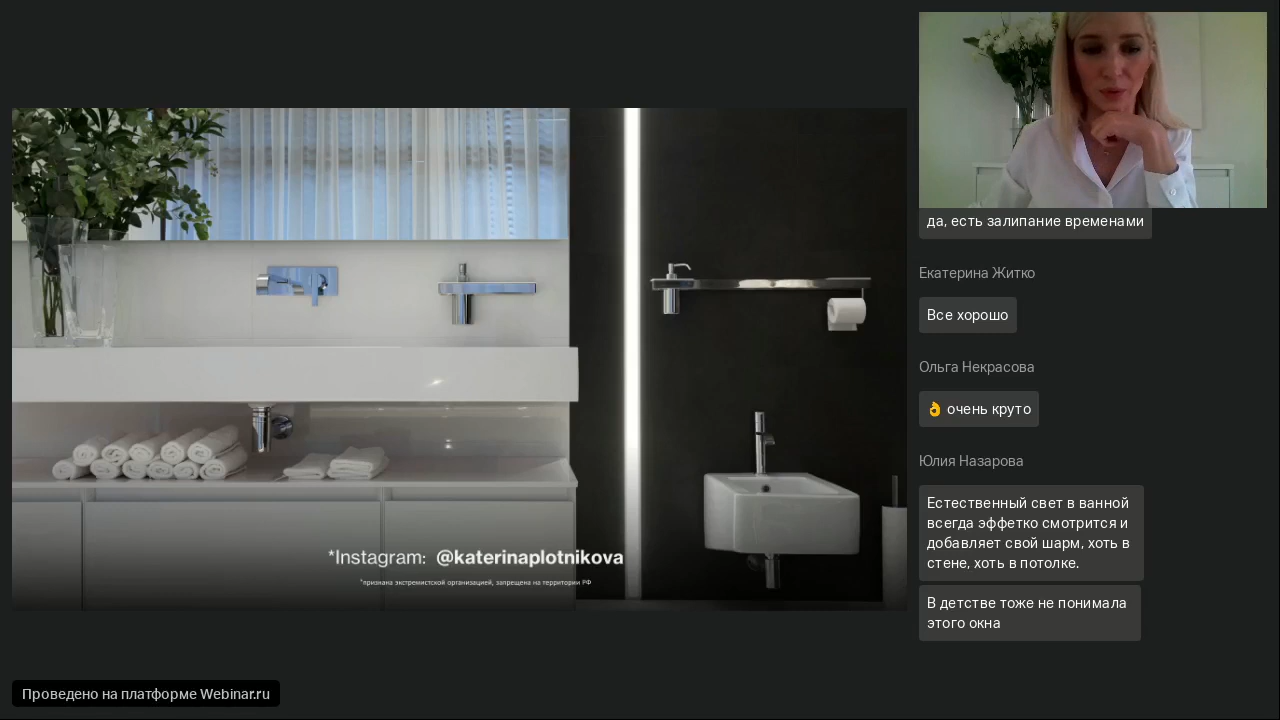 *Instagram: @katerinaplotnikova
*признана экстремистской организацией, запрещена на территории РФ
да, есть залипание временами
Екатерина Житко
Все хорошо
Ольга Некрасова
👌 очень круто
Юлия Назарова
Естественный свет в ванной
всегда эффетко смотрится и
добавляет свой шарм, хоть в
стене, хоть в потолке.
В детстве тоже не понимала
этого окна
Проведено на платформе Webinar.ru